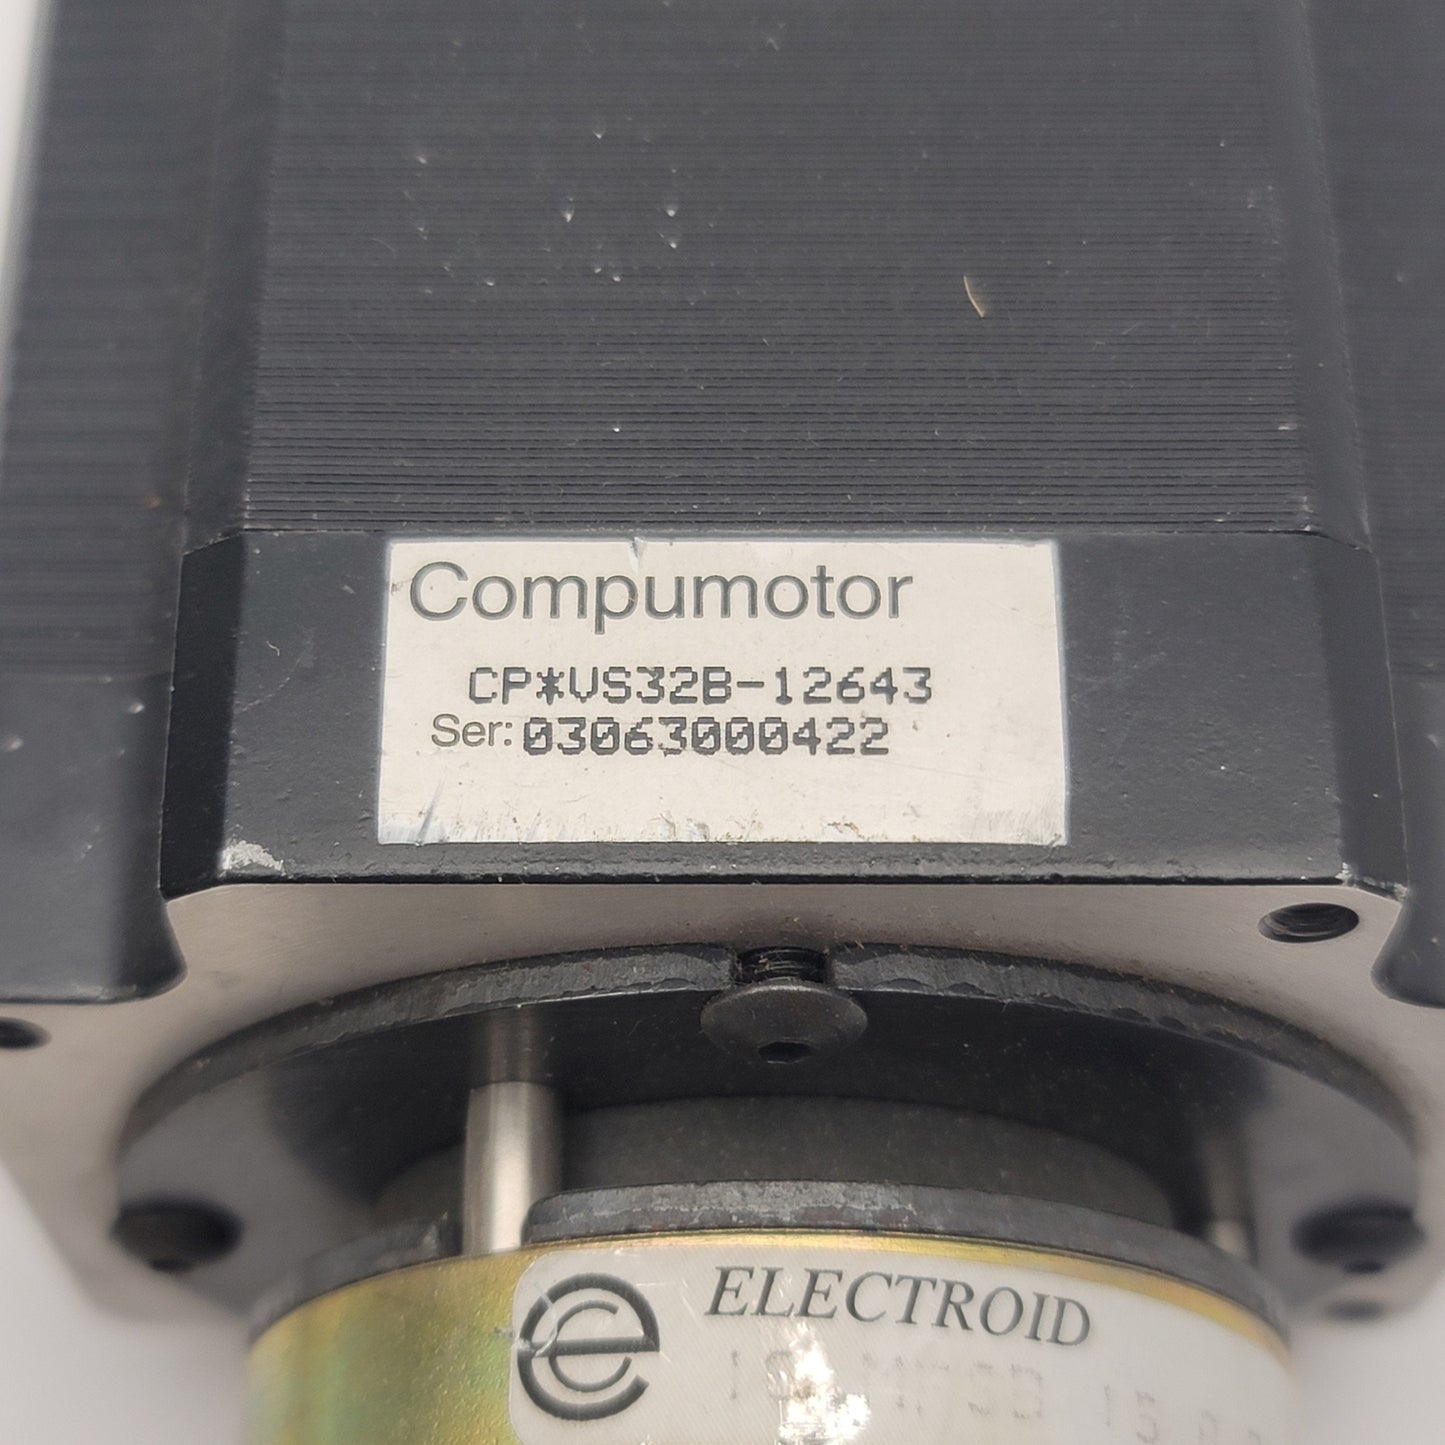 Compumotor
CP*VS32B-12643
Ser: 03063000422
ELECTROID